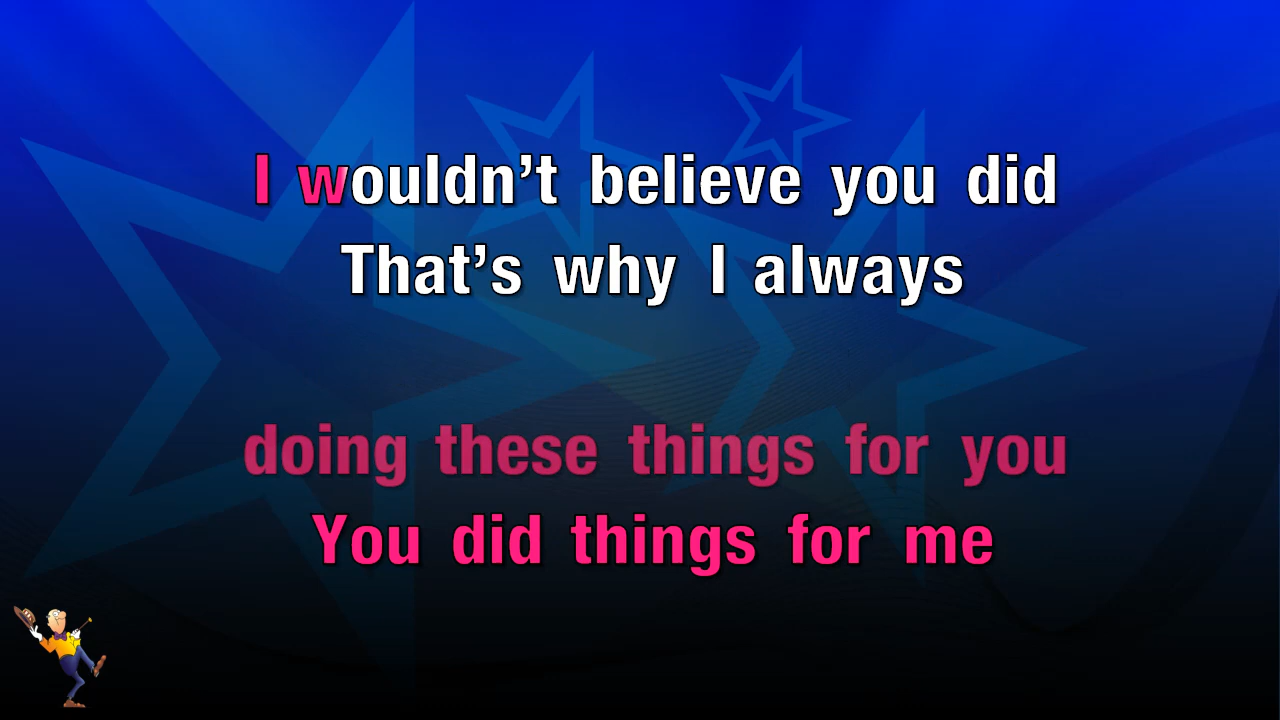 I wouldn’t believe you did
That’s why I always
doing these things for you
You did things for me